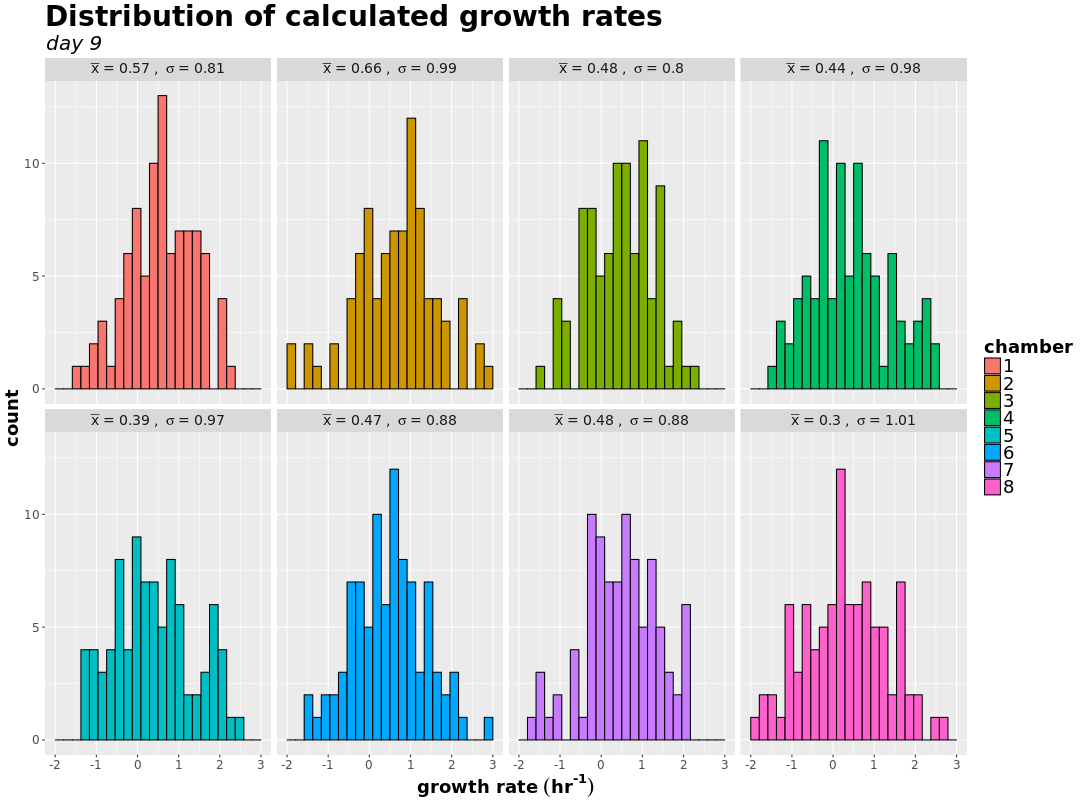 Distribution of calculated growth rates
day 9
x̅ = 0.57 , σ = 0.81
x̅ = 0.66 , σ = 0.99
x̅ = 0.48 , σ = 0.8
x̅ = 0.44 , σ = 0.98
10
5
0
x̅ = 0.39 , σ = 0.97
x̅ = 0.47 , σ = 0.88
x̅ = 0.48 , σ = 0.88
x̅ = 0.3 , σ = 1.01
10
5
0
-2 -1 0 1 2 3
-2 -1 0 1 2 3
-2 -1 0 1 2 3
-2 -1 0 1 2 3
count
growth rate (hr⁻¹)
chamber
1
2
3
4
5
6
7
8